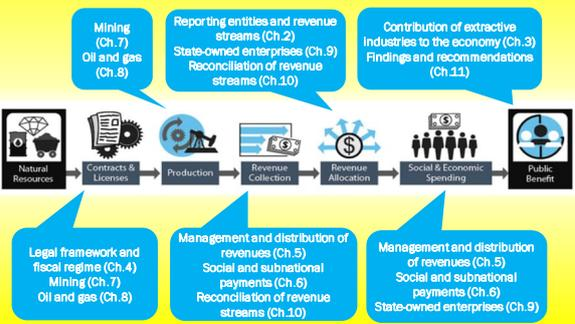 Mining
(Ch.7)
Oil and gas
(Ch.8)
Reporting entities and revenue
streams (Ch.2)
State-owned enterprises (Ch.9)
Reconciliation of revenue
streams (Ch.10)
Contribution of extractive
industries to the economy (Ch.3)
Findings and recommendations
(Ch.11)
$
$
$
Natural
Resources
Contracts &
Licenses
Production
Revenue
Collection
Revenue
Allocation
Social & Economic
Spending
Public
Benefit
Legal framework and
fiscal regime (Ch.4)
Mining (Ch.7)
Oil and gas (Ch.8)
Management and distribution of
revenues (Ch.5)
Social and subnational
payments (Ch.6)
Reconciliation of revenue
streams (Ch.10)
Management and distribution
of revenues (Ch.5)
Social and subnational
payments (Ch.6)
State-owned enterprises (Ch.9)